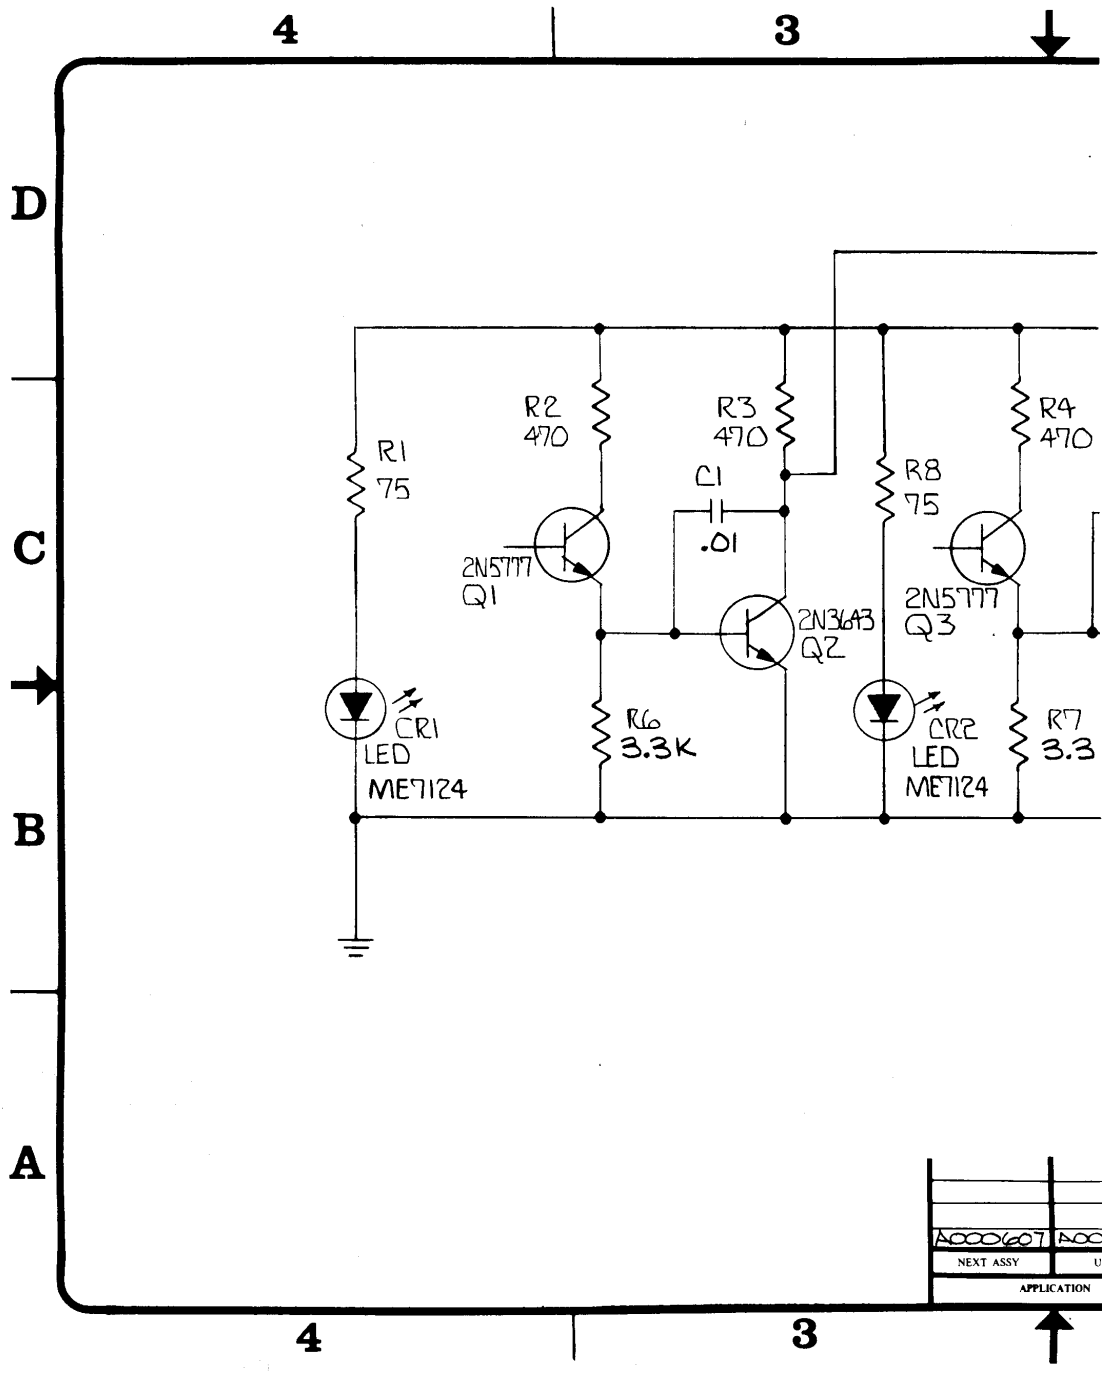 4
3
D
C
B
A
R1
75
R2
470
R3
470
C1
.01
R8
75
R4
470
2N5777
Q1
2N3643
Q2
2N5777
Q3
CR1
LED
ME7124
R6
3.3K
CR2
LED
ME7124
R7
3.3
A000607
A00
NEXT ASSY
U
APPLICATION
4
3